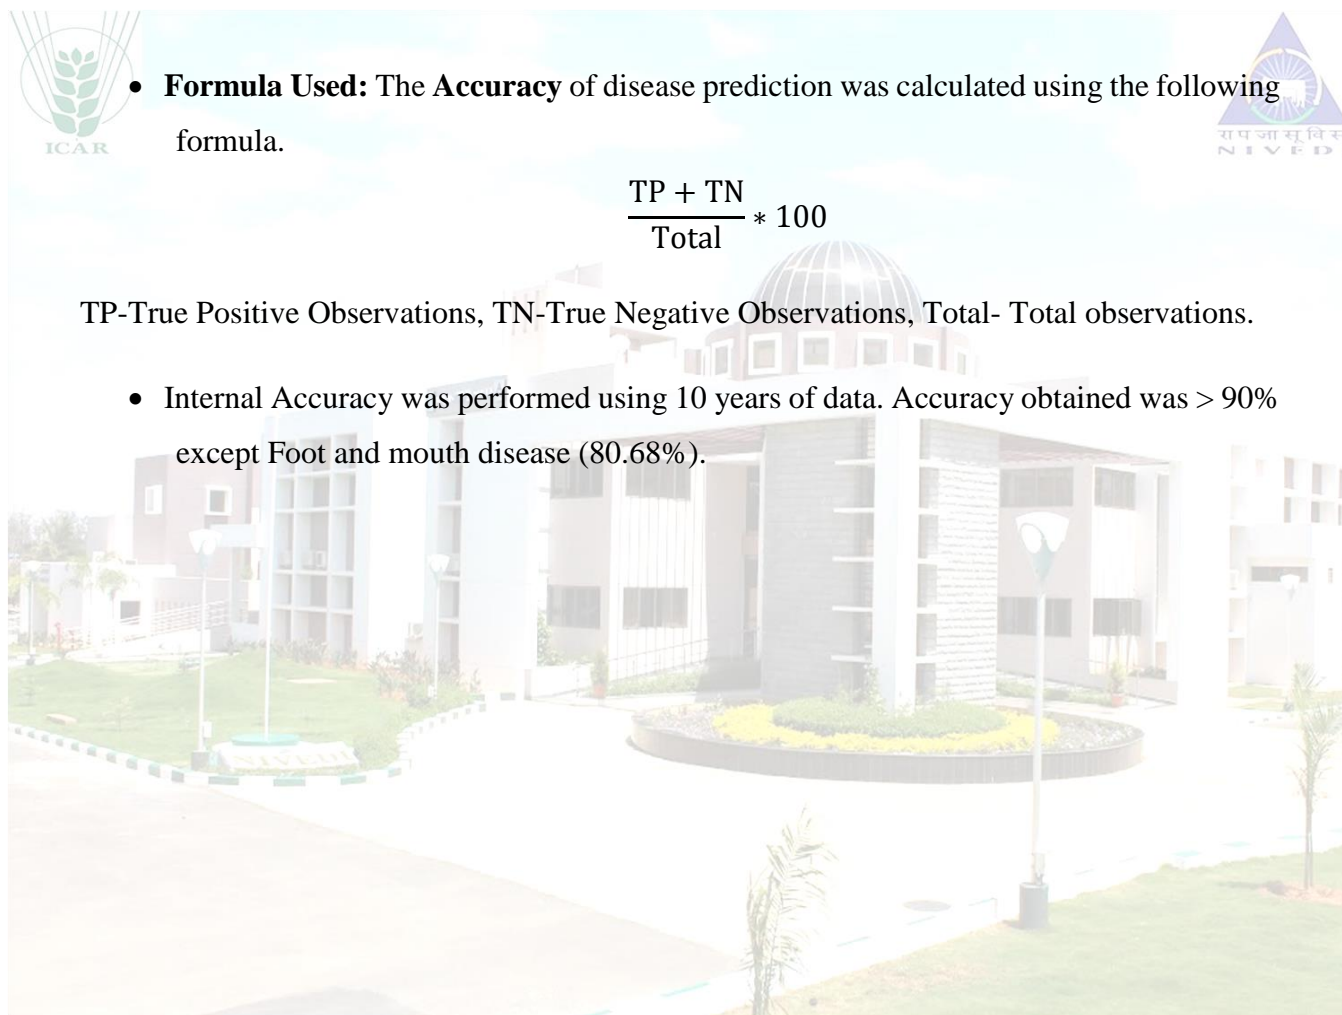 • Formula Used: The Accuracy of disease prediction was calculated using the following
formula.
TP + TN
Total
∗ 100
TP-True Positive Observations, TN-True Negative Observations, Total- Total observations.
• Internal Accuracy was performed using 10 years of data. Accuracy obtained was > 90%
except Foot and mouth disease (80.68%).
ICAR
रा प जा सू वि सं
NIVEDI
NIVEDI